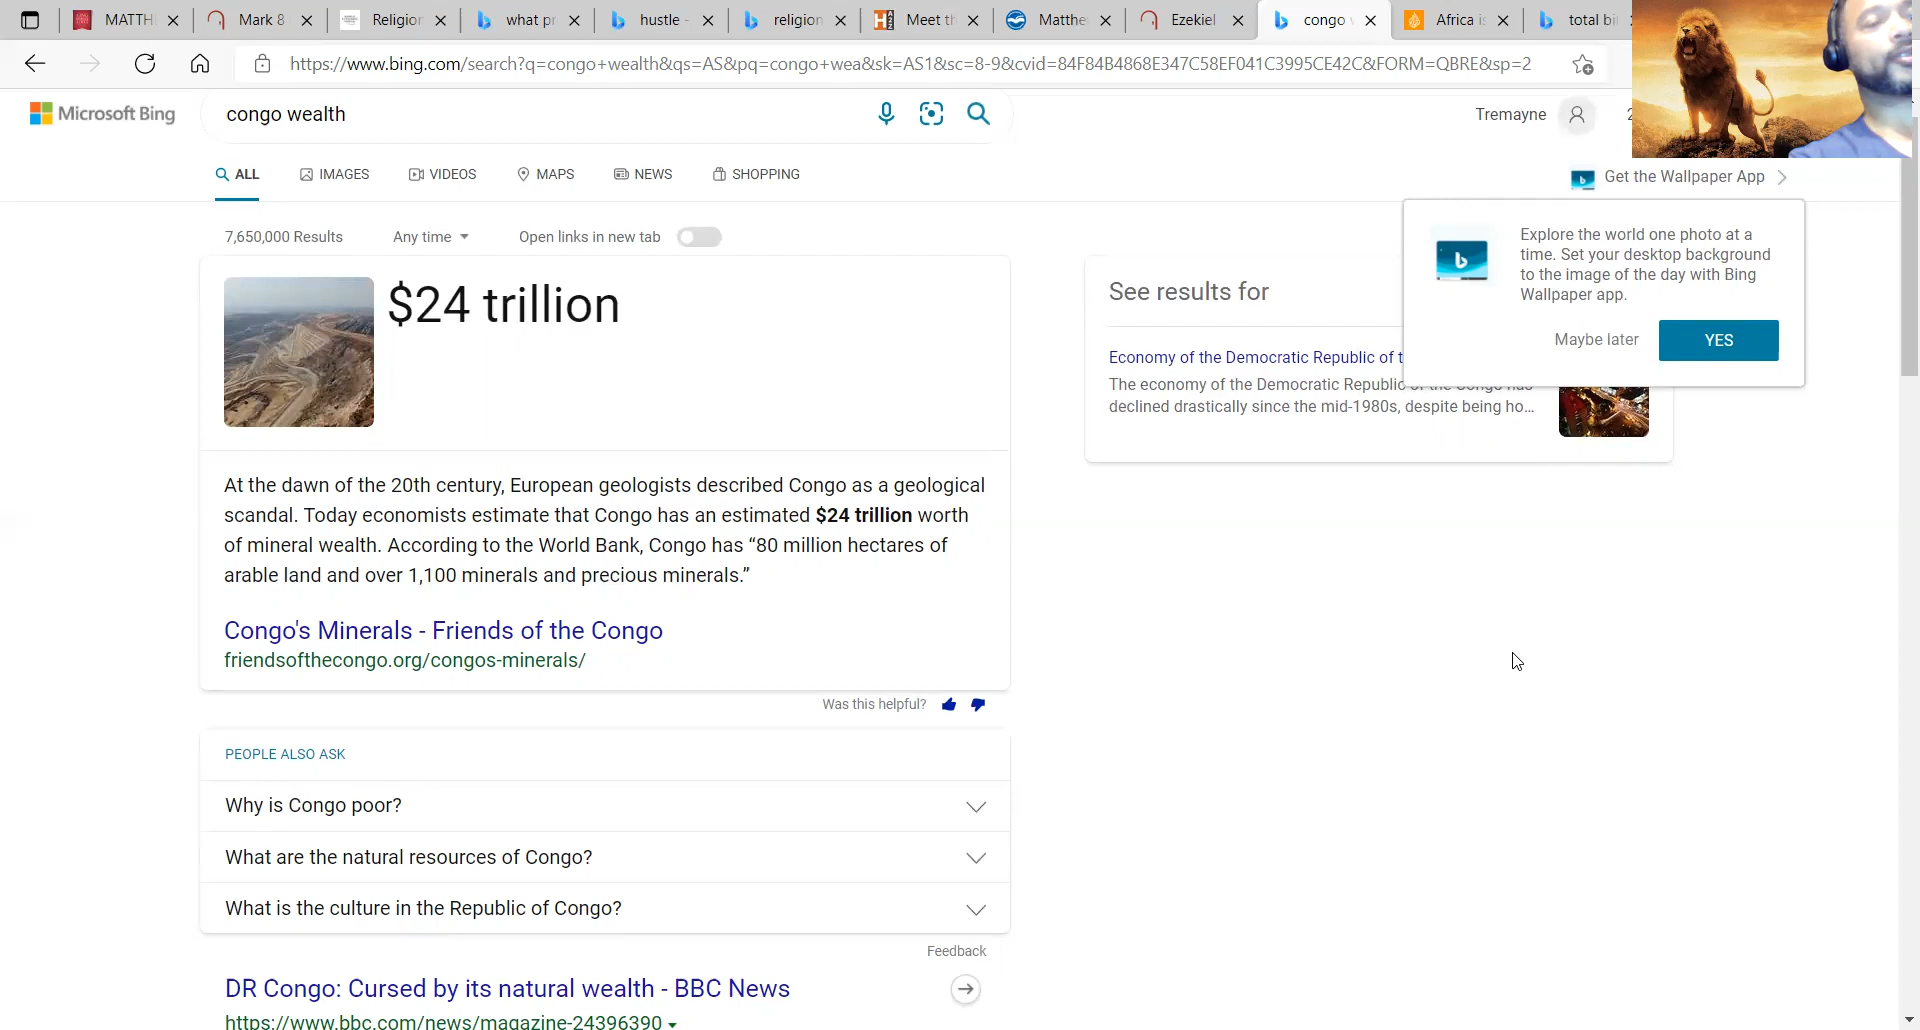 MATTH
Mark 8
Religion
what pr
hustle -
religion
Meet th
Matthe
Ezekiel
congo
Africa is
total bi
https://www.bing.com/search?q=congo+wealth&qs=AS&pq=congo+wea&sk=AS1&sc=8-9&cvid=84F84B4868E347C58EF041C3995CE42C&FORM=QBRE&sp=2
Microsoft Bing
congo wealth
Tremayne
ALL
IMAGES
VIDEOS
MAPS
NEWS
SHOPPING
Get the Wallpaper App
7,650,000 Results
Any time
Open links in new tab
Explore the world one photo at a
time. Set your desktop background
to the image of the day with Bing
Wallpaper app.
Maybe later
YES
$24 trillion
See results for
Economy of the Democratic Republic of t
The economy of the Democratic Republic of the Congo has
declined drastically since the mid-1980s, despite being ho...
At the dawn of the 20th century, European geologists described Congo as a geological
scandal. Today economists estimate that Congo has an estimated $24 trillion worth
of mineral wealth. According to the World Bank, Congo has “80 million hectares of
arable land and over 1,100 minerals and precious minerals.”
Congo's Minerals - Friends of the Congo
friendsofthecongo.org/congos-minerals/
Was this helpful?
PEOPLE ALSO ASK
Why is Congo poor?
What are the natural resources of Congo?
What is the culture in the Republic of Congo?
Feedback
DR Congo: Cursed by its natural wealth - BBC News
https://www.bbc.com/news/magazine-24396390